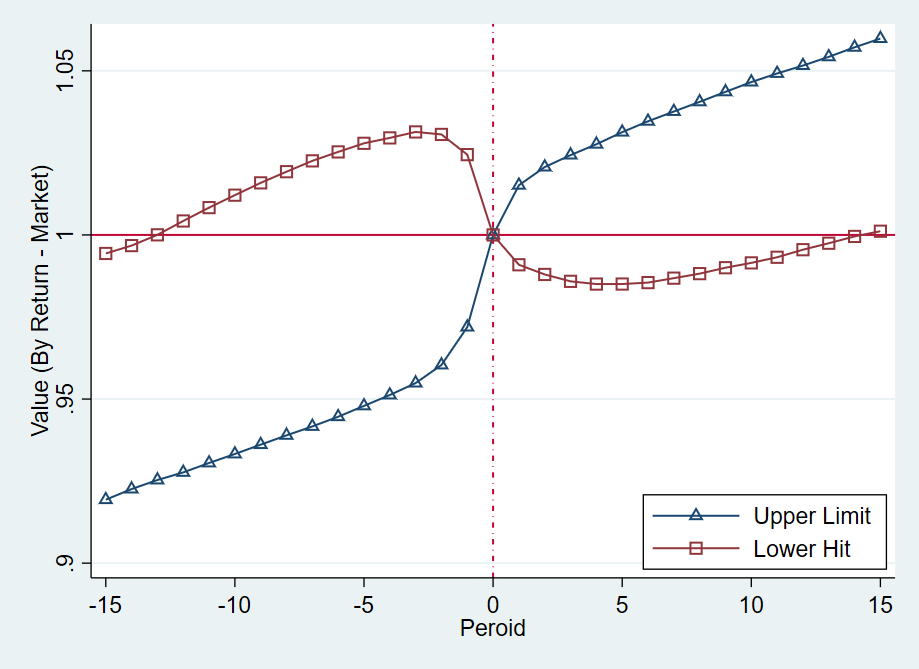 Value (By Return - Market)
1.05
1
.95
.9
-15 -10 -5 0 5 10 15
Peroid
Upper Limit
Lower Hit